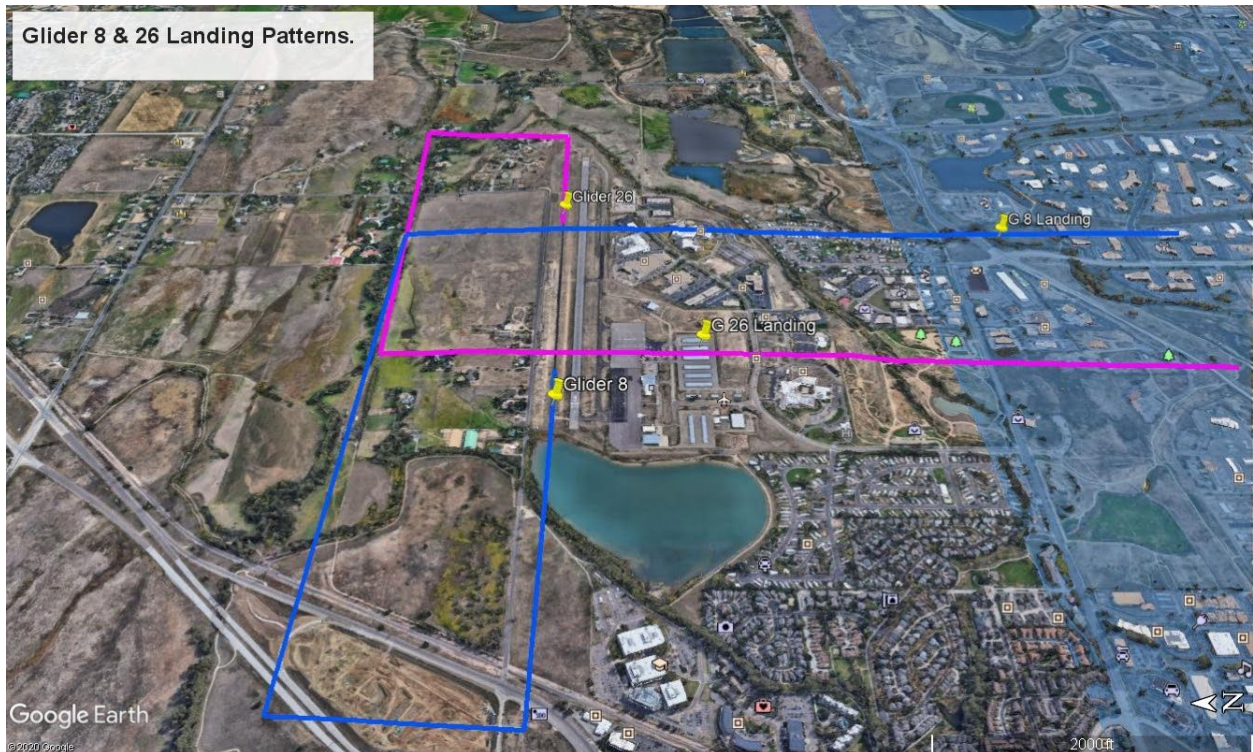 Glider 8 & 26 Landing Patterns.
Glider 26
G 8 Landing
G 26 Landing
Glider 8
N
Google Earth
© 2020 Google
2000 ft